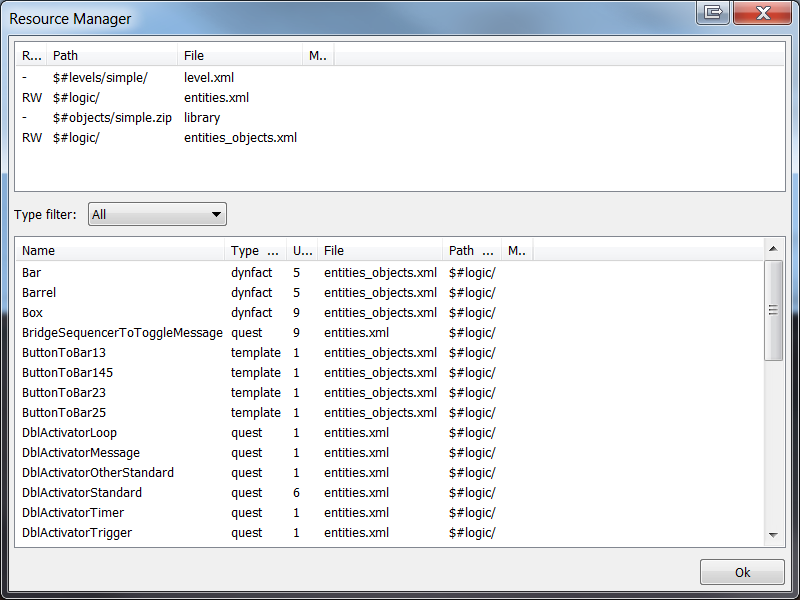 Resource Manager
R... Path File M..
- $#levels/simple/ level.xml
RW $#logic/ entities.xml
- $#objects/simple.zip library
RW $#logic/ entities_objects.xml
Type filter: All
Name Type ... U... File Path ... M..
Bar dynfact 5 entities_objects.xml $#logic/
Barrel dynfact 5 entities_objects.xml $#logic/
Box dynfact 9 entities_objects.xml $#logic/
BridgeSequencerToToggleMessage quest 9 entities.xml $#logic/
ButtonToBar13 template 1 entities_objects.xml $#logic/
ButtonToBar145 template 1 entities_objects.xml $#logic/
ButtonToBar23 template 1 entities_objects.xml $#logic/
ButtonToBar25 template 1 entities_objects.xml $#logic/
DblActivatorLoop quest 1 entities.xml $#logic/
DblActivatorMessage quest 1 entities.xml $#logic/
DblActivatorOtherStandard quest 1 entities.xml $#logic/
DblActivatorStandard quest 6 entities.xml $#logic/
DblActivatorTimer quest 1 entities.xml $#logic/
DblActivatorTrigger quest 1 entities.xml $#logic/
Ok